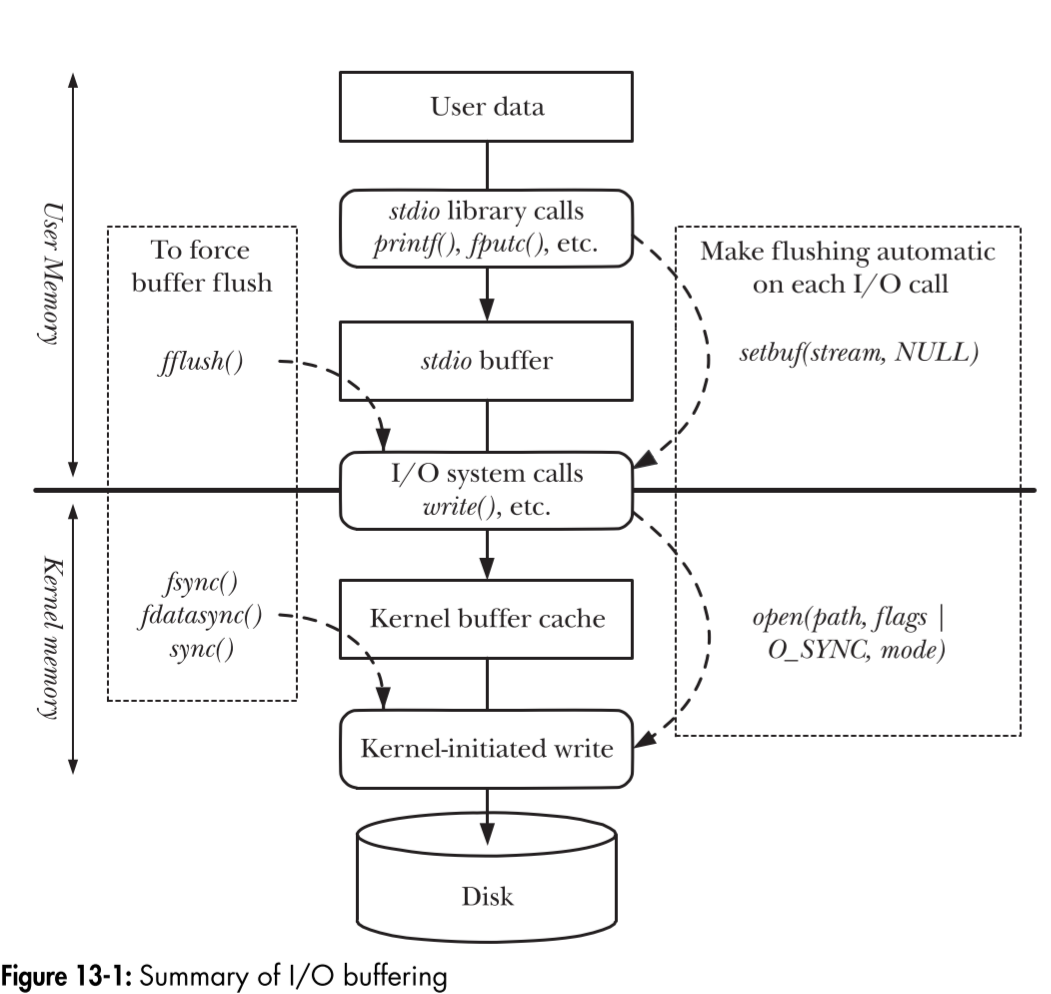 User data
stdio library calls
printf(), fputc(), etc.
User Memory
To force
buffer flush
Make flushing automatic
on each I/O call
fflush()
stdio buffer
setbuf(stream, NULL)
I/O system calls
write(), etc.
Kernel memory
fsync()
fdatasync()
sync()
Kernel buffer cache
open(path, flags |
O_SYNC, mode)
Kernel-initiated write
Disk
Figure 13-1: Summary of I/O buffering